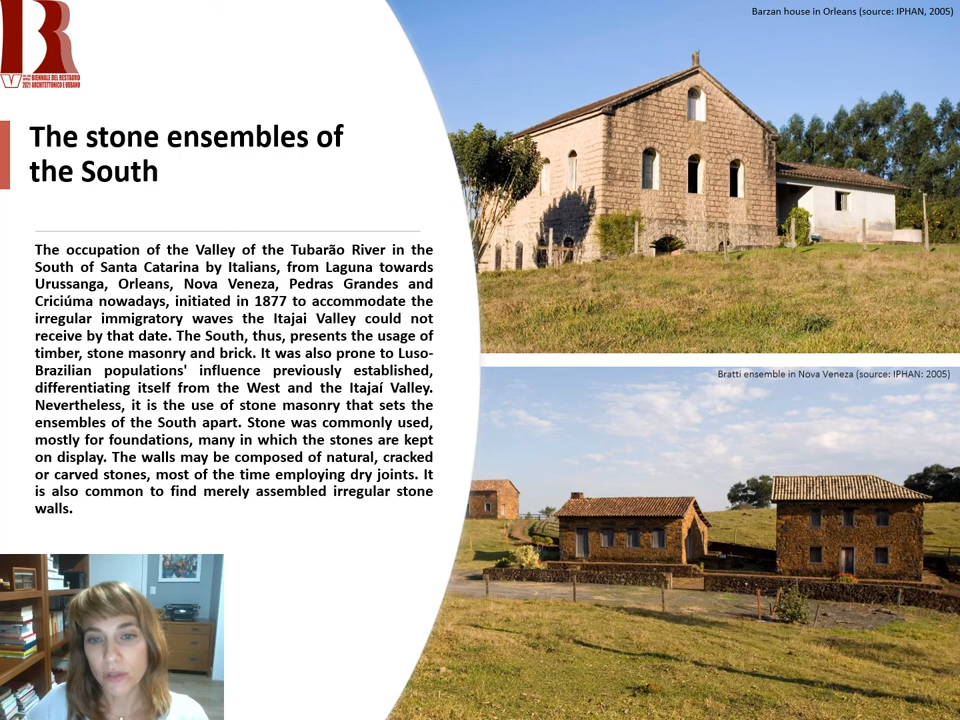 Barzan house in Orleans (source: IPHAN, 2005)
BIENNALE DEL RESTAURO
2021 ARCHITETTONICO E URBANO
The stone ensembles of
the South
The occupation of the Valley of the Tubarão River in the
South of Santa Catarina by Italians, from Laguna towards
Urussanga, Orleans, Nova Veneza, Pedras Grandes and
Criciúma nowadays, initiated in 1877 to accommodate the
irregular immigratory waves the Itajai Valley could not
receive by that date. The South, thus, presents the usage of
timber, stone masonry and brick. It was also prone to Luso-
Brazilian populations' influence previously established,
differentiating itself from the West and the Itajaí Valley.
Nevertheless, it is the use of stone masonry that sets the
ensembles of the South apart. Stone was commonly used,
mostly for foundations, many in which the stones are kept
on display. The walls may be composed of natural, cracked
or carved stones, most of the time employing dry joints. It
is also common to find merely assembled irregular stone
walls.
Bratti ensemble in Nova Veneza (source: IPHAN: 2005)